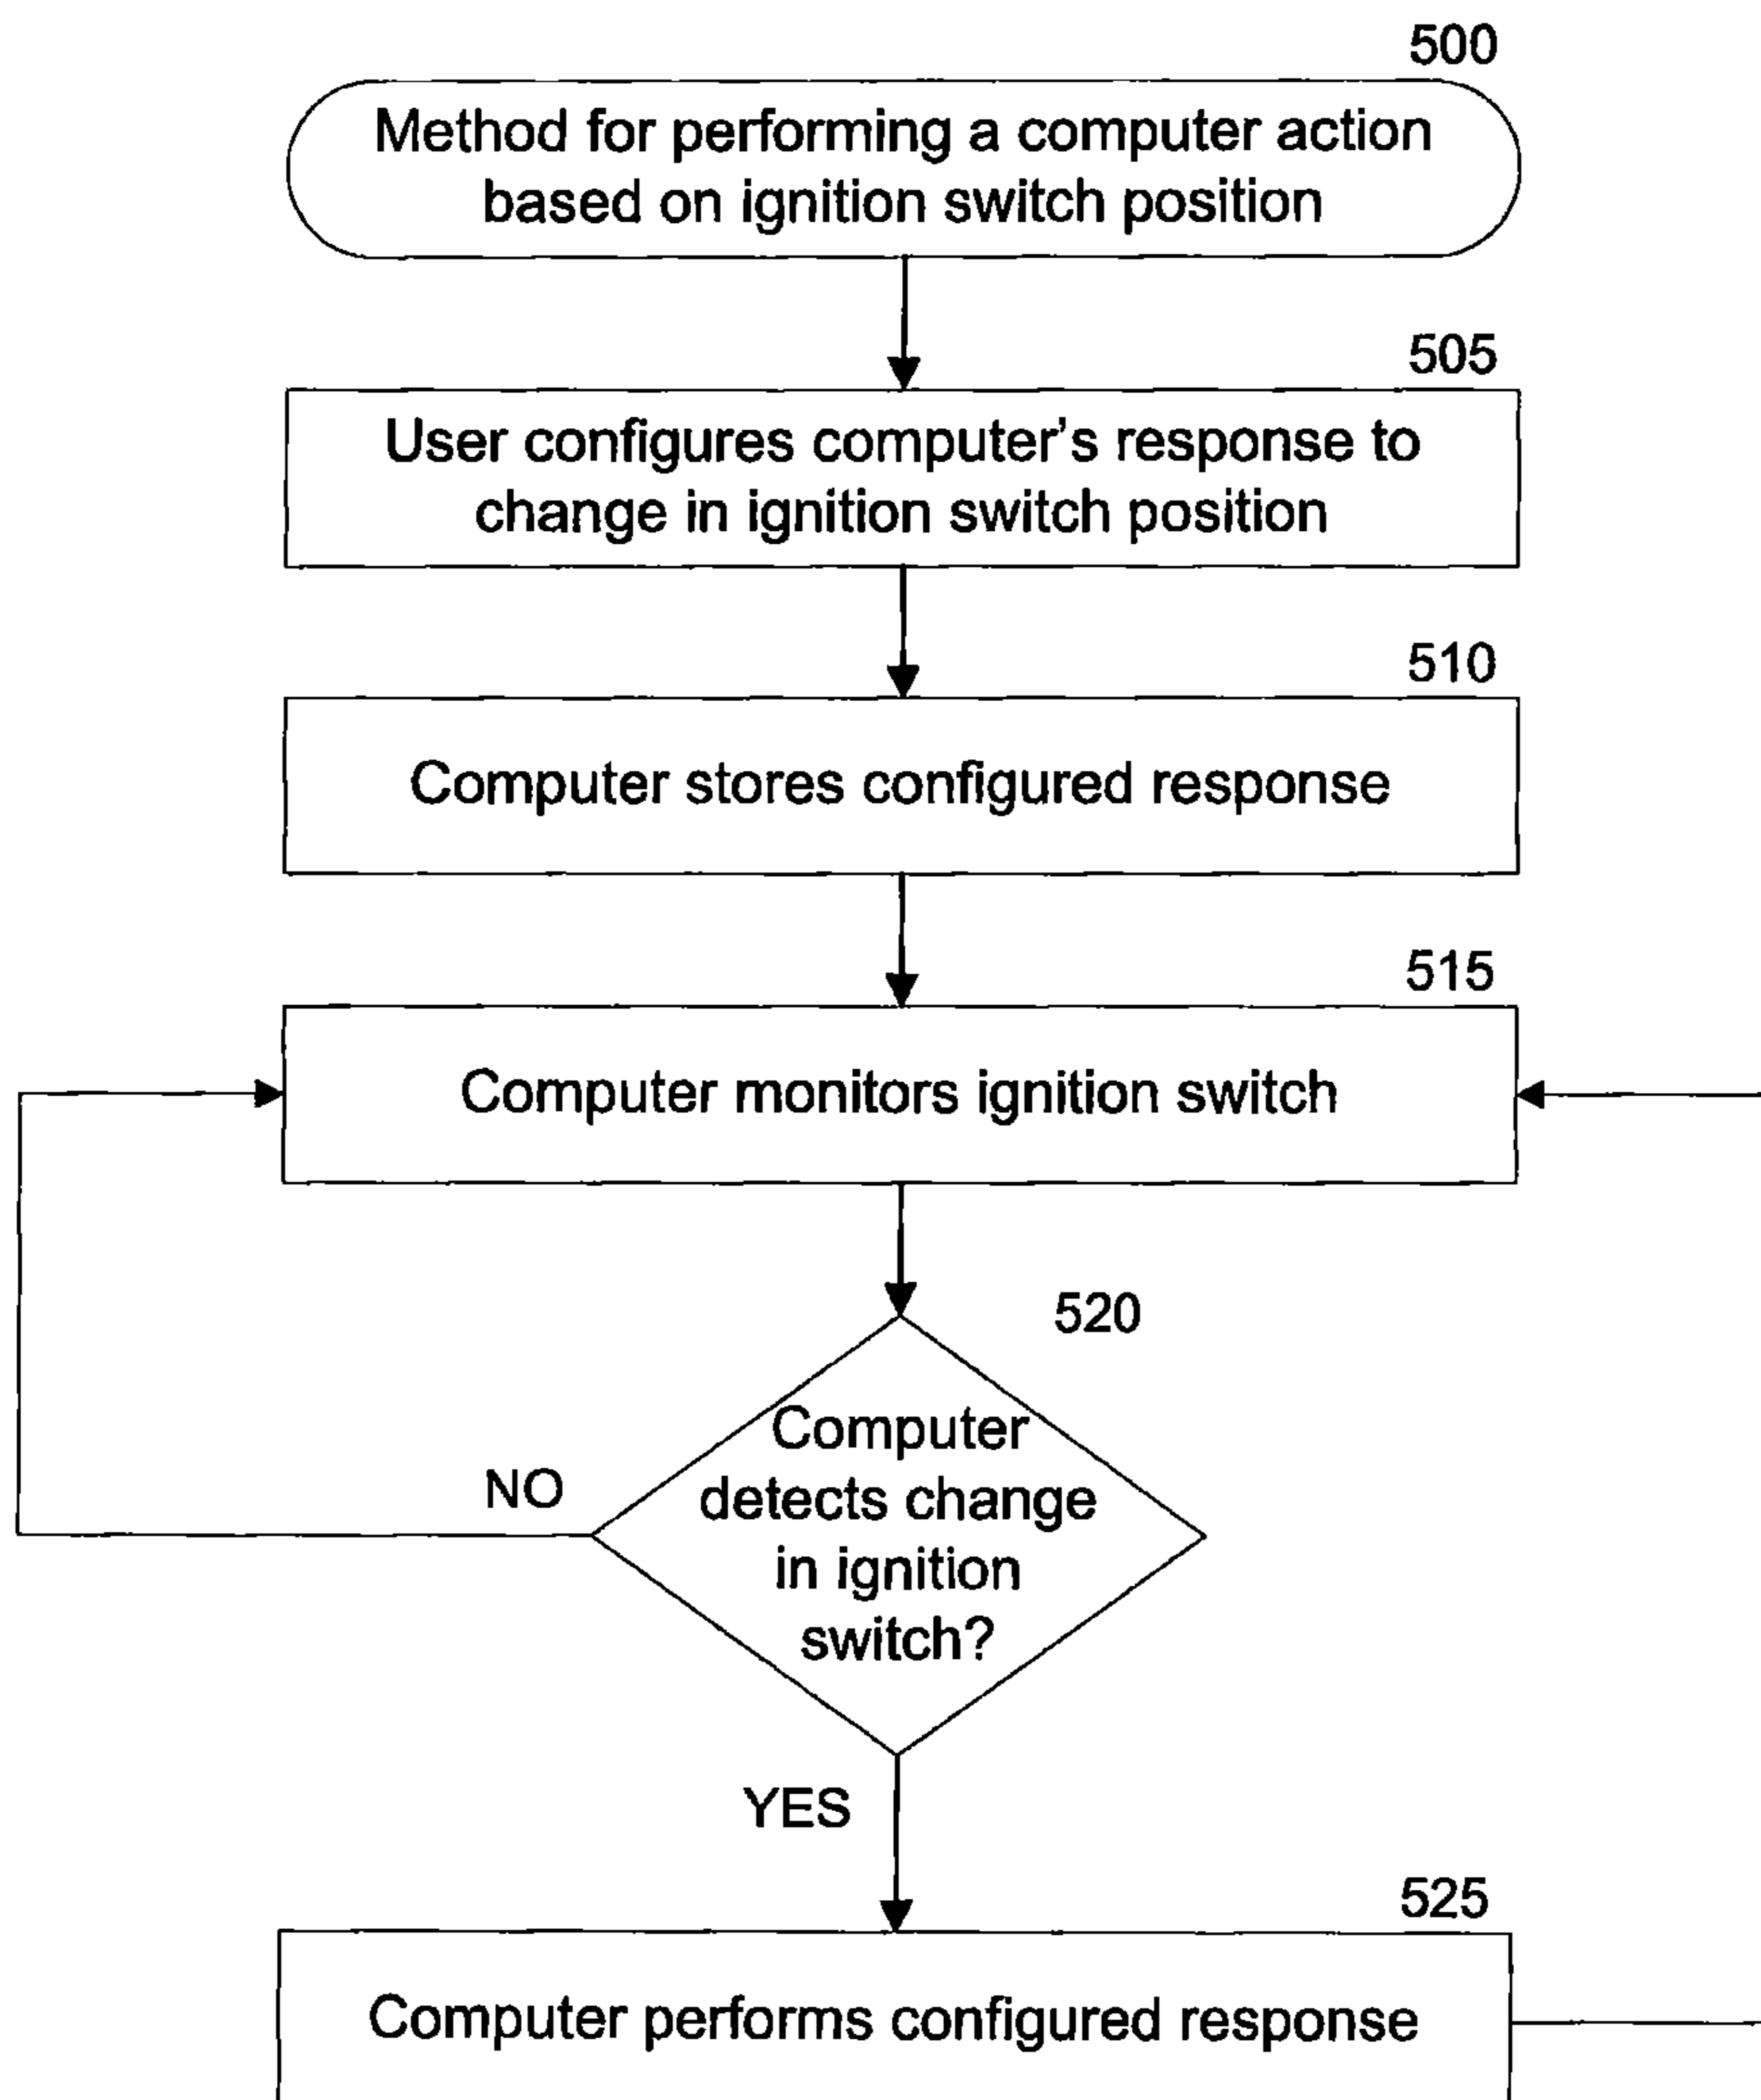 500
Method for performing a computer action
based on ignition switch position
505
User configures computer's response to
change in ignition switch position
510
Computer stores configured response
515
Computer monitors ignition switch
520
Computer
detects change
in ignition
switch?
NO
YES
525
Computer performs configured response